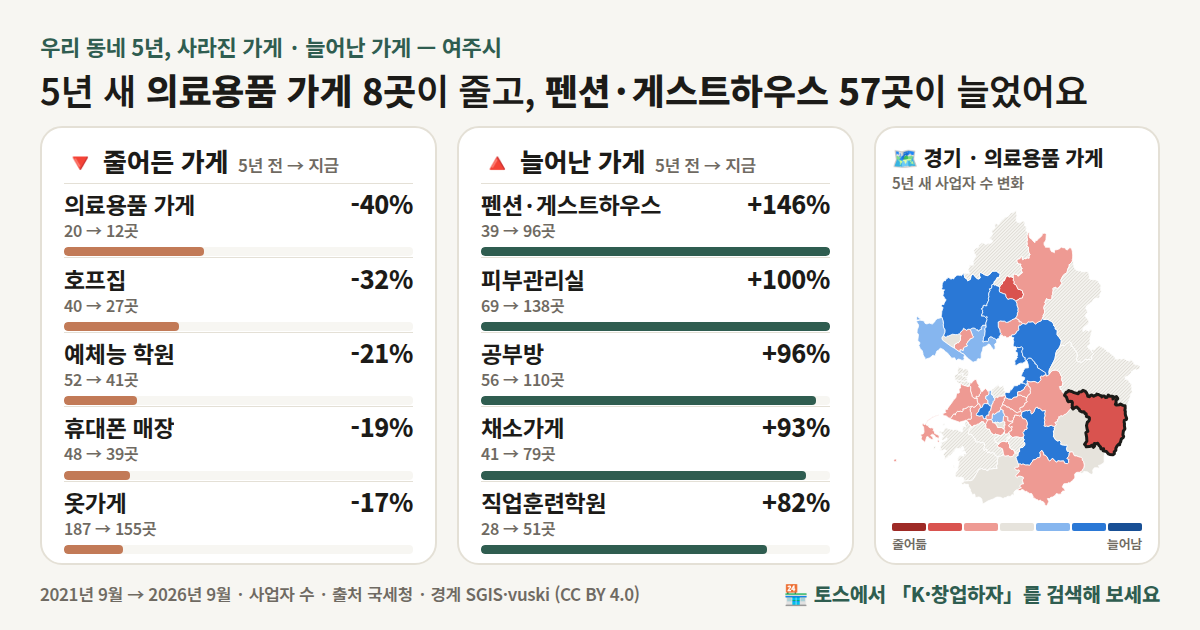 우리 동네 5년, 사라진 가게 · 늘어난 가게 — 여주시
5년 새 의료용품 가게 8곳이 줄고, 펜션·게스트하우스 57곳이 늘었어요
🔻 줄어든 가게 5년 전 → 지금
의료용품 가게 -40%
20 → 12곳
호프집 -32%
40 → 27곳
예체능 학원 -21%
52 → 41곳
휴대폰 매장 -19%
48 → 39곳
옷가게 -17%
187 → 155곳
🔺 늘어난 가게 5년 전 → 지금
펜션·게스트하우스 +146%
39 → 96곳
피부관리실 +100%
69 → 138곳
공부방 +96%
56 → 110곳
채소가게 +93%
41 → 79곳
직업훈련학원 +82%
28 → 51곳
🗺️ 경기 · 의료용품 가게
5년 새 사업자 수 변화
줄어듦 늘어남
2021년 9월 → 2026년 9월 · 사업자 수 · 출처 국세청 · 경계 SGIS·vuski (CC BY 4.0)
🏪 토스에서 「K·창업하자」를 검색해 보세요